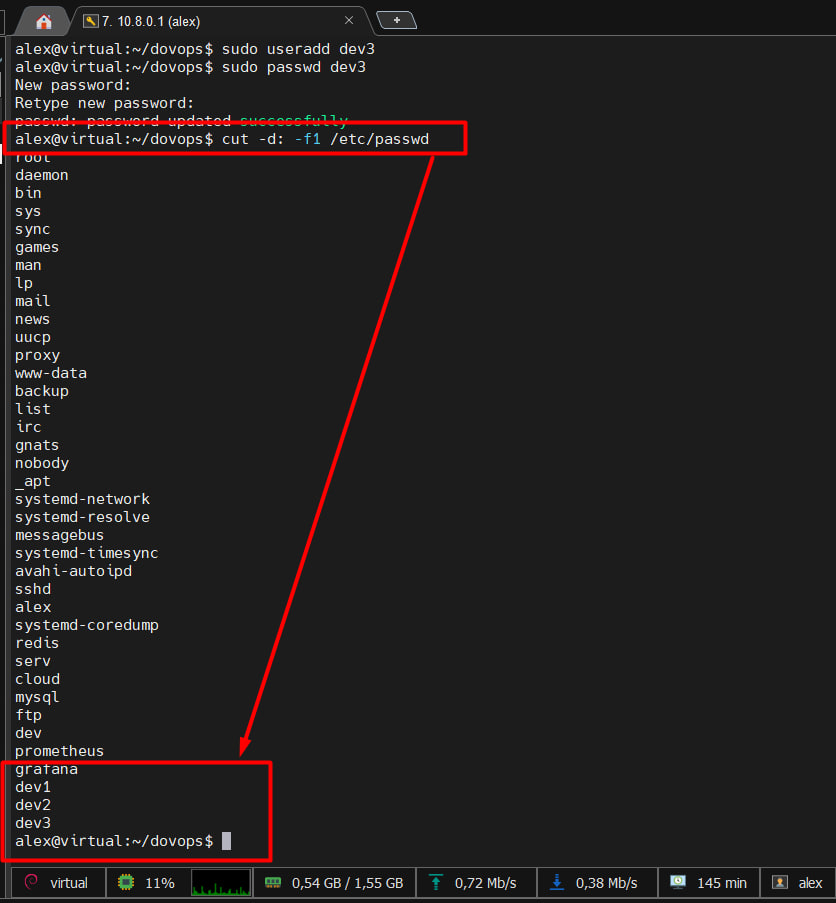 7. 10.8.0.1 (alex)
alex@virtual:~/dovops$ sudo useradd dev3
alex@virtual:~/dovops$ sudo passwd dev3
New password:
Retype new password:
passwd: password updated successfully
alex@virtual:~/dovops$ cut -d: -f1 /etc/passwd
root
daemon
bin
sys
sync
games
man
lp
mail
news
uucp
proxy
www-data
backup
list
irc
gnats
nobody
_apt
systemd-network
systemd-resolve
messagebus
systemd-timesync
avahi-autoipd
sshd
alex
systemd-coredump
redis
serv
cloud
mysql
ftp
dev
prometheus
grafana
dev1
dev2
dev3
alex@virtual:~/dovops$
virtual 11% 0,54 GB / 1,55 GB 0,72 Mb/s 0,38 Mb/s 145 min alex